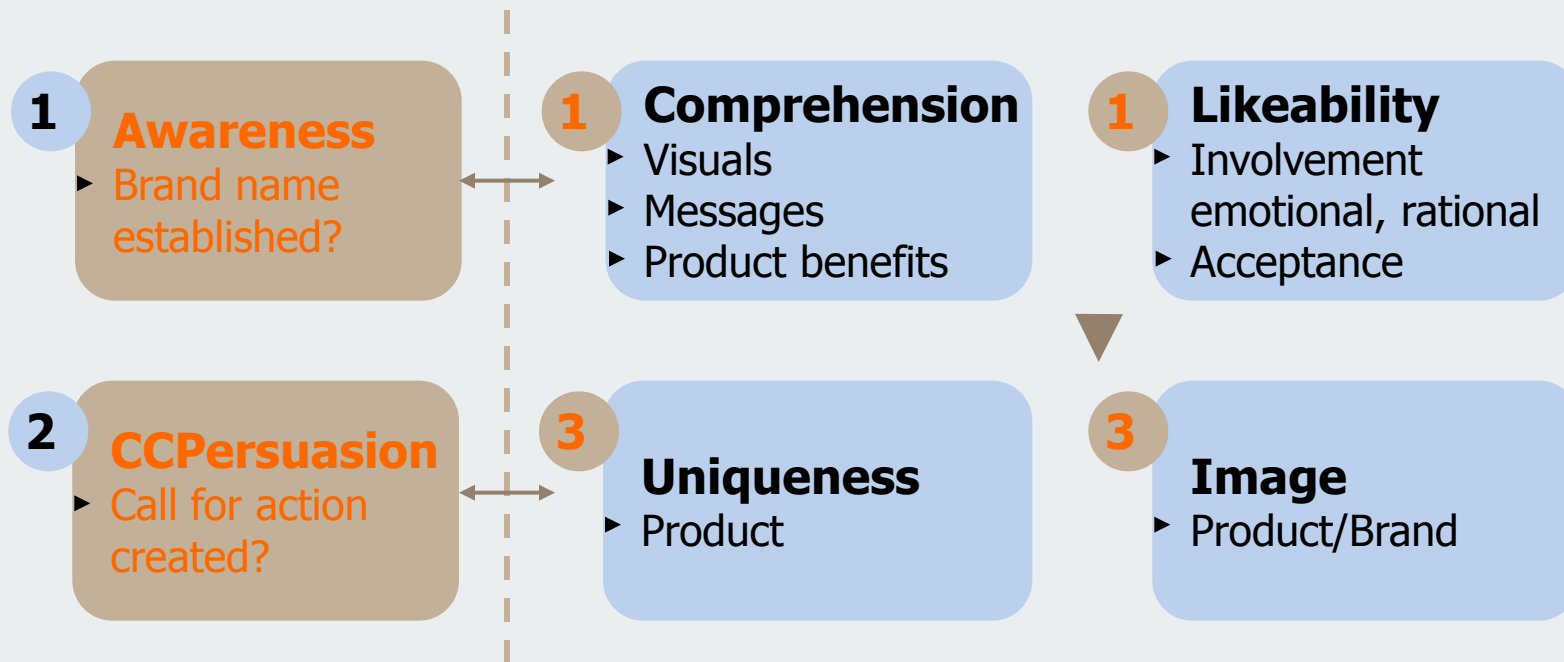 1
Awareness
► Brand name
established?
1
Comprehension
► Visuals
► Messages
► Product benefits
1
Likeability
► Involvement
emotional, rational
► Acceptance
2
CCPersuasion
► Call for action
created?
3
Uniqueness
► Product
3
Image
► Product/Brand